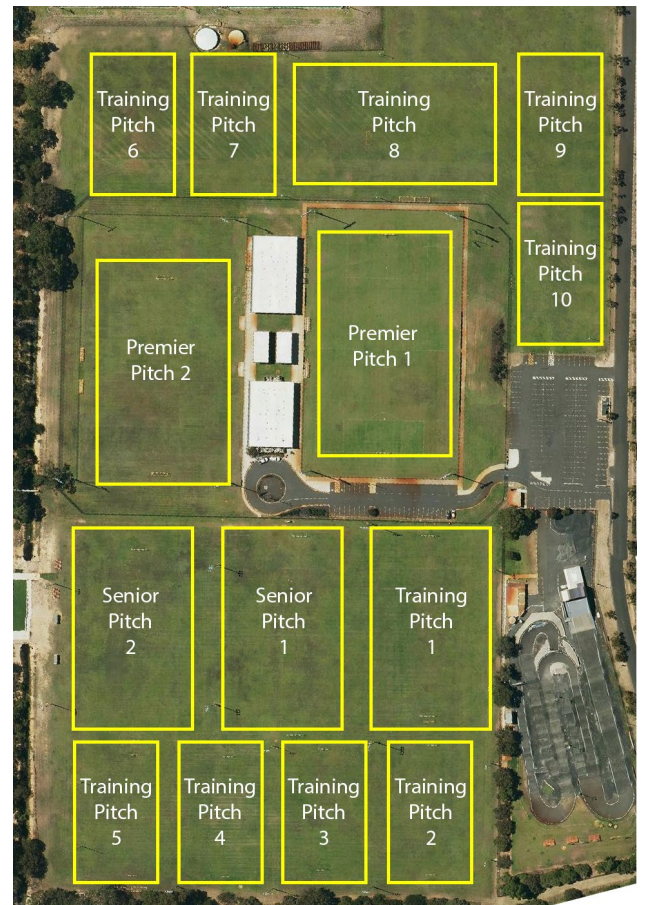 Training
Pitch
6
Training
Pitch
7
Training
Pitch
8
Training
Pitch
9
Training
Pitch
10
Premier
Pitch 2
Premier
Pitch 1
Senior
Pitch
2
Senior
Pitch
1
Training
Pitch
1
Training
Pitch
5
Training
Pitch
4
Training
Pitch
3
Training
Pitch
2